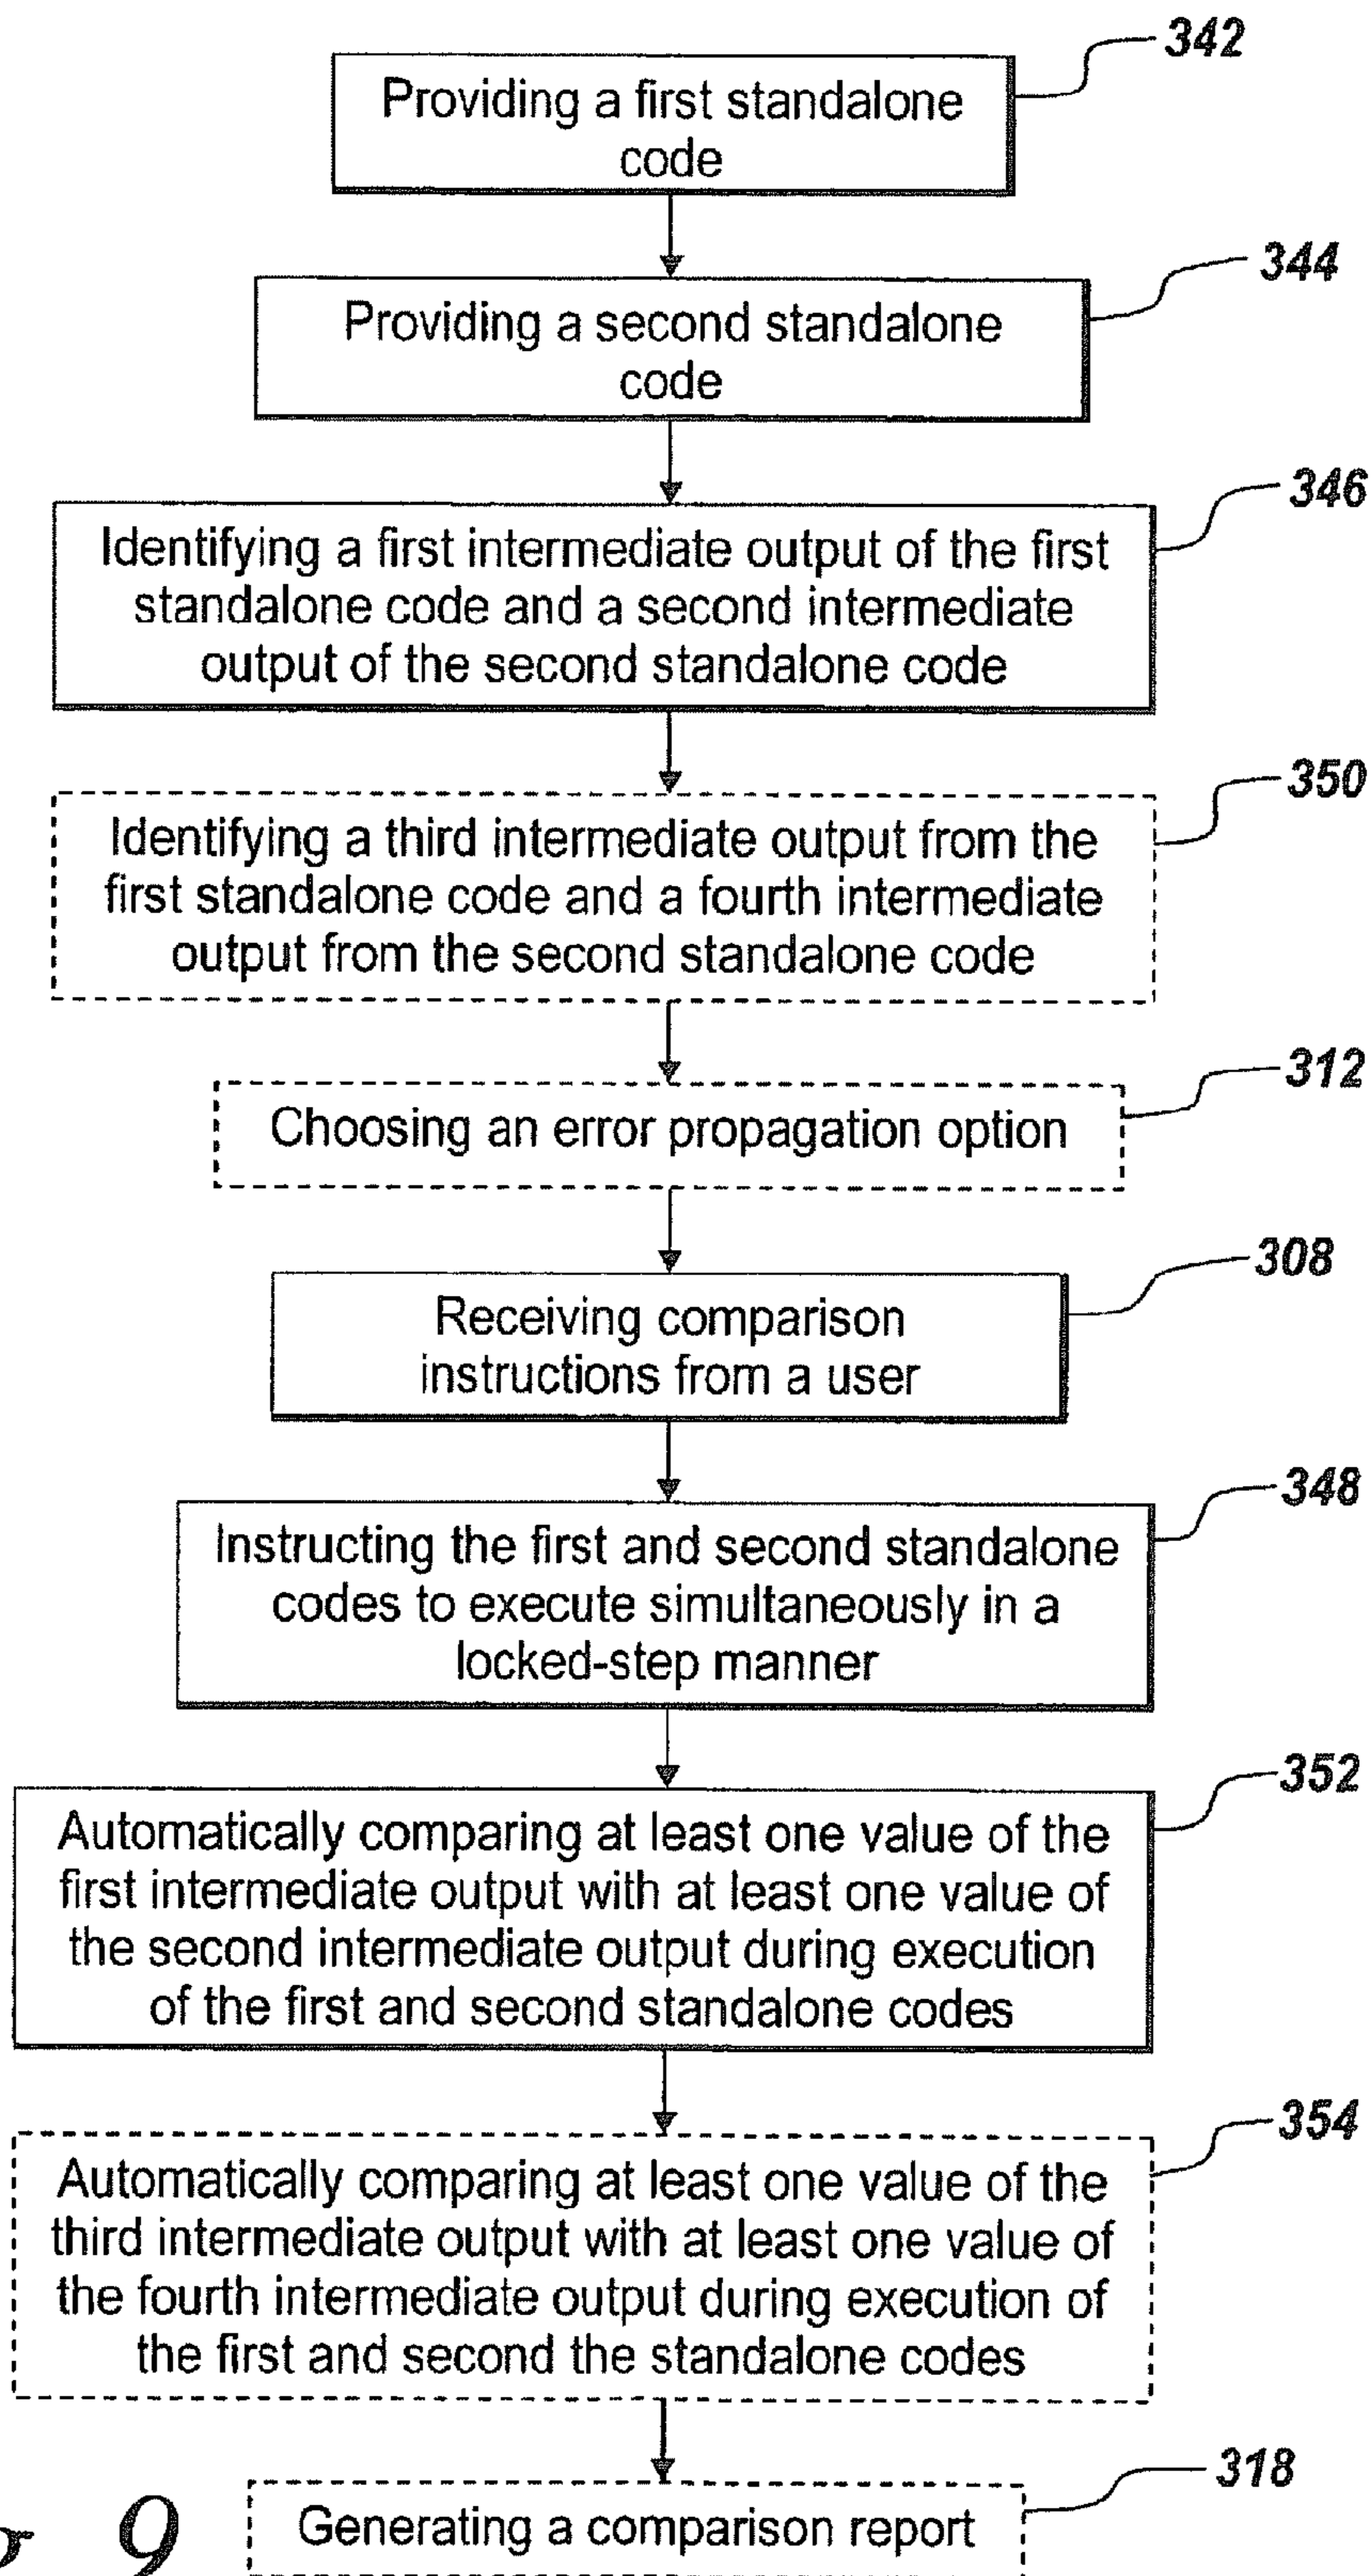 342
Providing a first standalone
code
344
Providing a second standalone
code
346
Identifying a first intermediate output of the first
standalone code and a second intermediate
output of the second standalone code
350
Identifying a third intermediate output from the
first standalone code and a fourth intermediate
output from the second standalone code
312
Choosing an error propagation option
308
Receiving comparison
instructions from a user
348
Instructing the first and second standalone
codes to execute simultaneously in a
locked-step manner
352
Automatically comparing at least one value of the
first intermediate output with at least one value of
the second intermediate output during execution
of the first and second standalone codes
354
Automatically comparing at least one value of the
third intermediate output with at least one value of
the fourth intermediate output during execution of
the first and second the standalone codes
318
Generating a comparison report
9